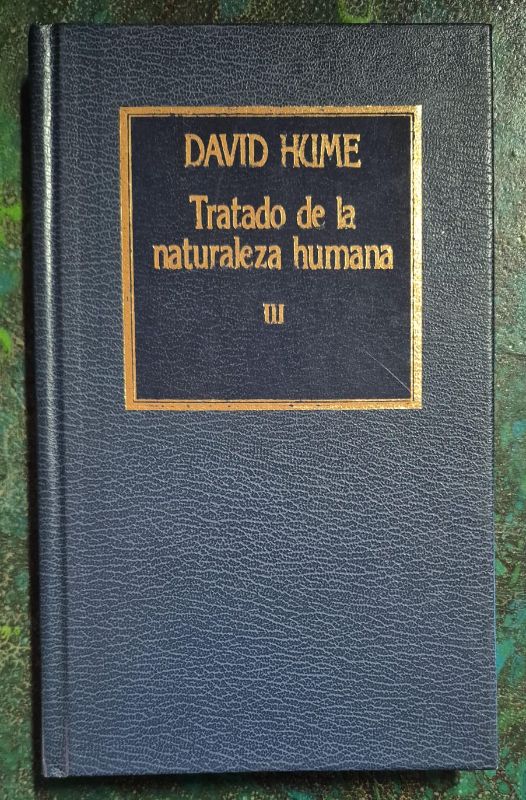 DAVID HUME
Tratado de la
naturaleza humana
III